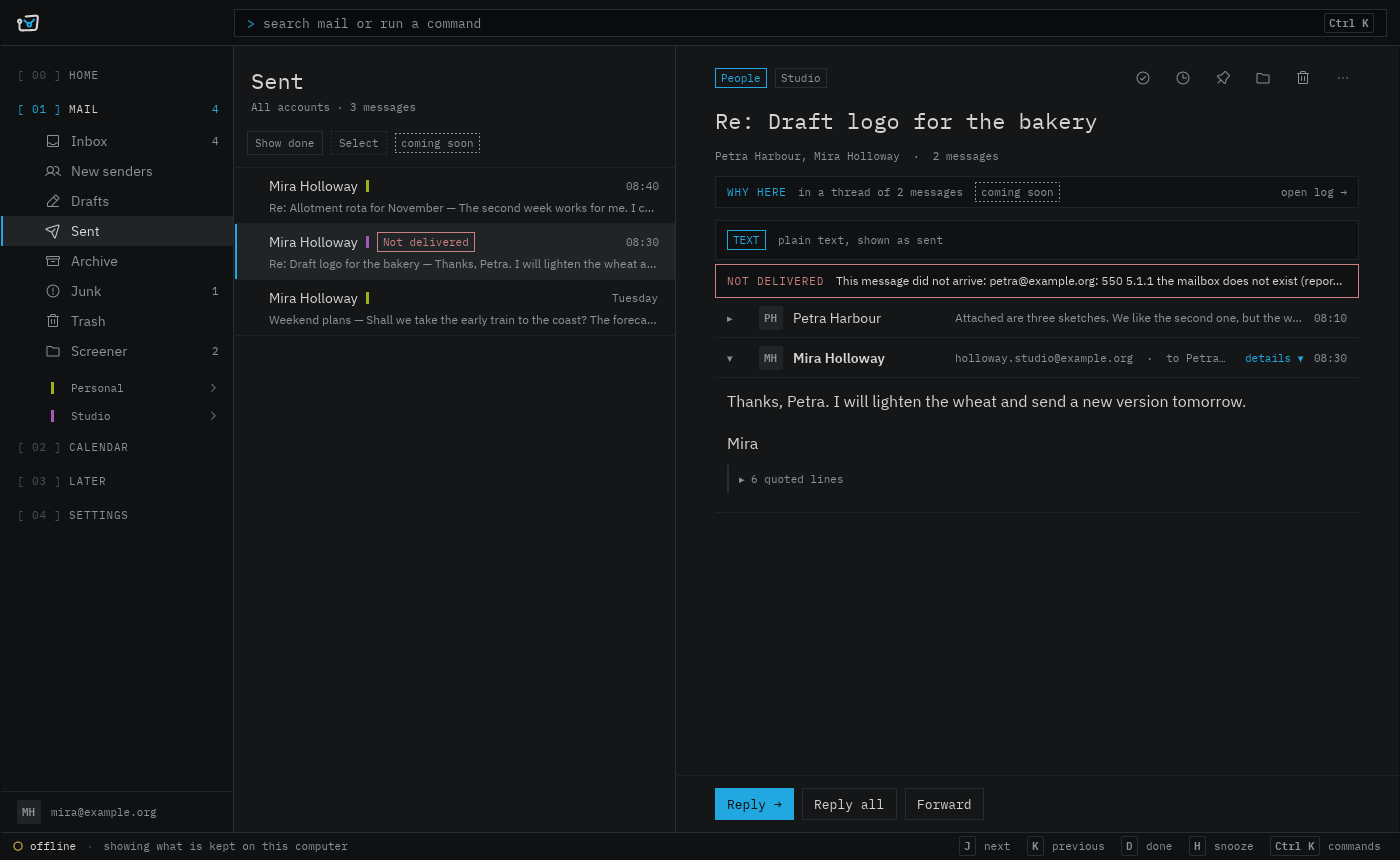 > search mail or run a command Ctrl K
[ 00 ] HOME
[ 01 ] MAIL 4
Inbox 4
New senders
Drafts
Sent
Archive
Junk 1
Trash
Screener 2
Personal
Studio
[ 02 ] CALENDAR
[ 03 ] LATER
[ 04 ] SETTINGS
MH mira@example.org
Sent
All accounts · 3 messages
Show done Select coming soon
Mira Holloway 08:40
Re: Allotment rota for November — The second week works for me. I c…
Mira Holloway Not delivered 08:30
Re: Draft logo for the bakery — Thanks, Petra. I will lighten the wheat a…
Mira Holloway Tuesday
Weekend plans — Shall we take the early train to the coast? The foreca…
People Studio
Re: Draft logo for the bakery
Petra Harbour, Mira Holloway · 2 messages
WHY HERE in a thread of 2 messages coming soon open log →
TEXT plain text, shown as sent
NOT DELIVERED This message did not arrive: petra@example.org: 550 5.1.1 the mailbox does not exist (repor…
▸ PH Petra Harbour Attached are three sketches. We like the second one, but the w… 08:10
▾ MH Mira Holloway holloway.studio@example.org · to Petra… details ▾ 08:30
Thanks, Petra. I will lighten the wheat and send a new version tomorrow.
Mira
▸ 6 quoted lines
Reply → Reply all Forward
offline · showing what is kept on this computer J next K previous D done H snooze Ctrl K commands